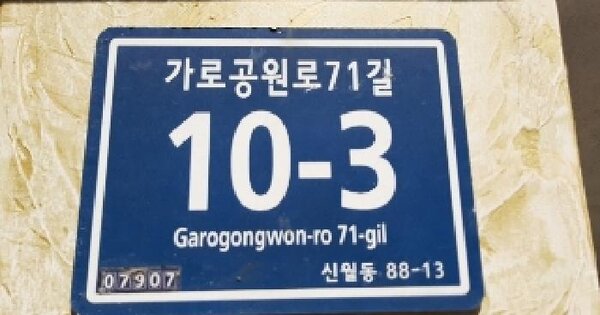 가로공원로71길
10-3
Garogongwon-ro 71-gil
07907 신월동 88-13